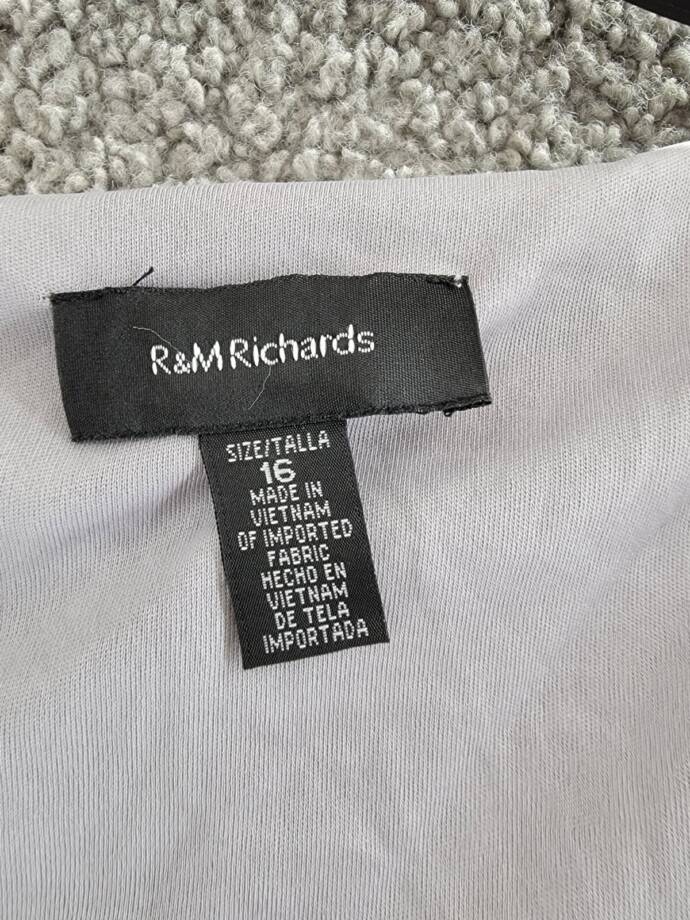 R&M Richards
SIZE/TALLA
16
MADE IN
VIETNAM
OF IMPORTED
FABRIC
HECHO EN
VIETNAM
DE TELA
IMPORTADA